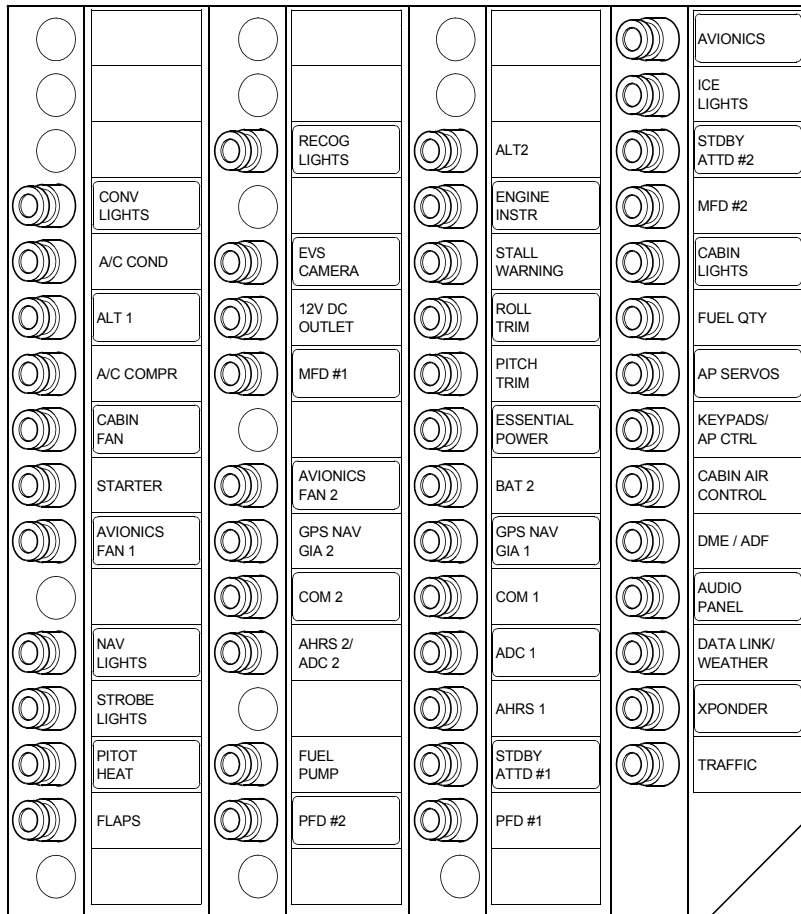 CONV
LIGHTS
A/C COND
ALT 1
A/C COMPR
CABIN
FAN
STARTER
AVIONICS
FAN 1
NAV
LIGHTS
STROBE
LIGHTS
PITOT
HEAT
FLAPS
RECOG
LIGHTS
EVS
CAMERA
12V DC
OUTLET
MFD #1
AVIONICS
FAN 2
GPS NAV
GIA 2
COM 2
AHRS 2/
ADC 2
FUEL
PUMP
PFD #2
ALT2
ENGINE
INSTR
STALL
WARNING
ROLL
TRIM
PITCH
TRIM
ESSENTIAL
POWER
BAT 2
GPS NAV
GIA 1
COM 1
ADC 1
AHRS 1
STDBY
ATTD #1
PFD #1
AVIONICS
ICE
LIGHTS
STDBY
ATTD #2
MFD #2
CABIN
LIGHTS
FUEL QTY
AP SERVOS
KEYPADS/
AP CTRL
CABIN AIR
CONTROL
DME / ADF
AUDIO
PANEL
DATA LINK/
WEATHER
XPONDER
TRAFFIC